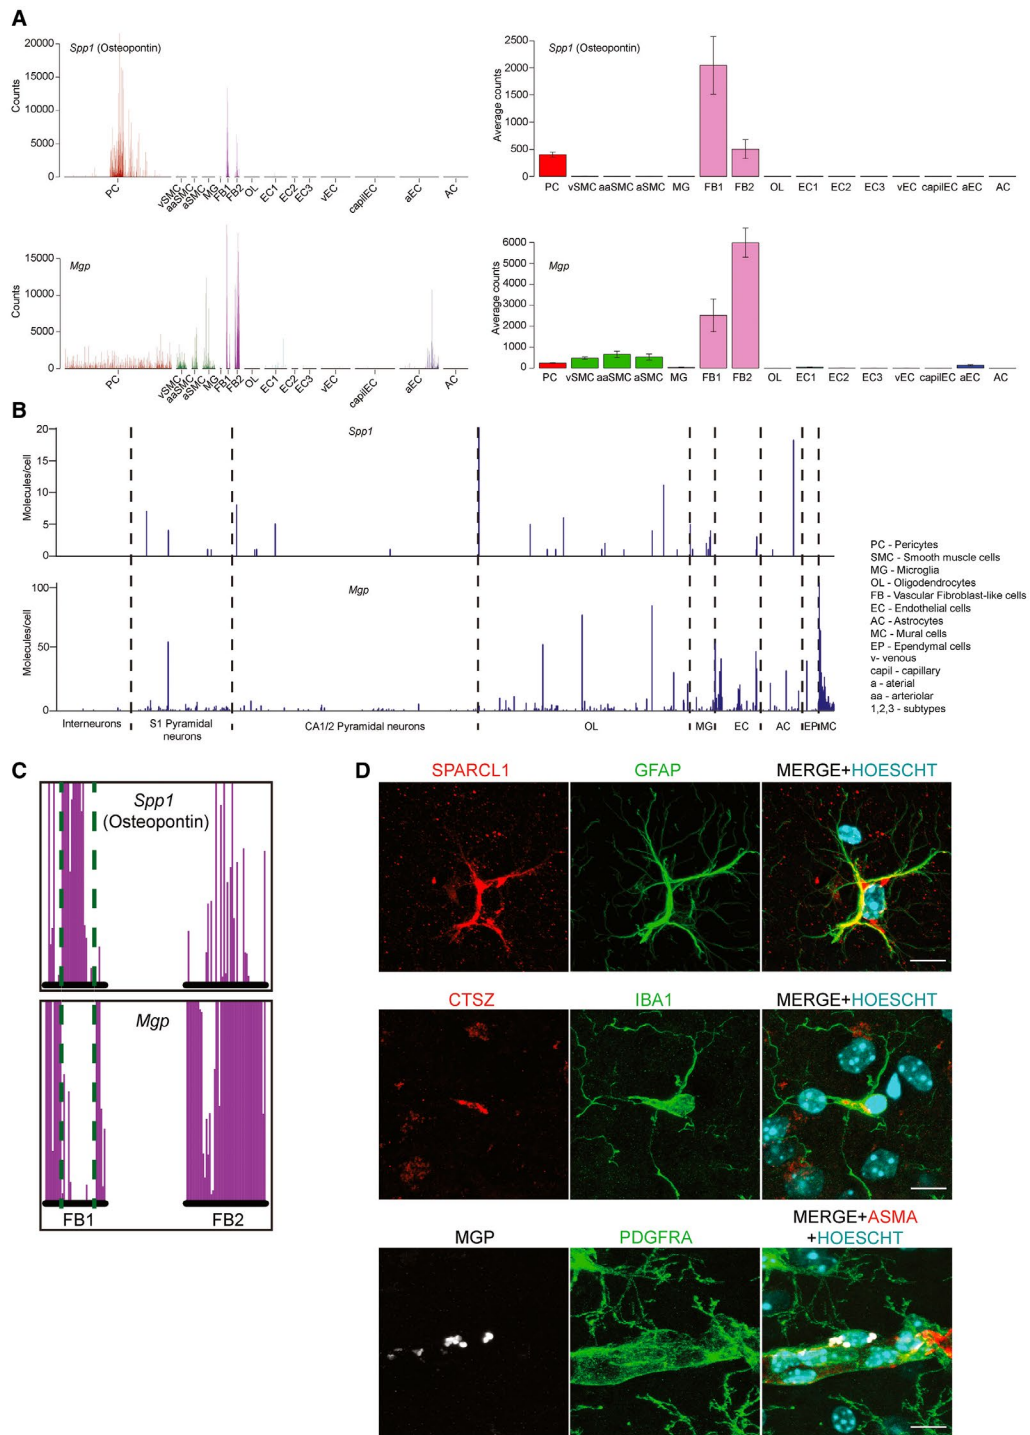 A
Spp1 (Osteopontin)
Counts
20000
15000
10000
5000
0
PC
vSMC
aaSMC
aSMC
MG
FB1
FB2
OL
EC1
EC2
EC3
vEC
capilEC
aEC
AC
Spp1 (Osteopontin)
Average counts
2500
2000
1500
1000
500
0
PC vSMC aaSMC aSMC MG FB1 FB2 OL EC1 EC2 EC3 vEC capilEC aEC AC
Mgp
Counts
15000
10000
5000
0
PC
vSMC
aaSMC
aSMC
MG
FB1
FB2
OL
EC1
EC2
EC3
vEC
capilEC
aEC
AC
Mgp
Average counts
6000
5000
4000
3000
2000
1000
0
PC vSMC aaSMC aSMC MG FB1 FB2 OL EC1 EC2 EC3 vEC capilEC aEC AC
B
Spp1
Molecules/cell
20
15
10
5
0
Mgp
Molecules/cell
100
50
0
Interneurons
S1 Pyramidal
neurons
CA1/2 Pyramidal neurons
OL
MG
EC
AC
EP
MC
PC - Pericytes
SMC - Smooth muscle cells
MG - Microglia
OL - Oligodendrocytes
FB - Vascular Fibroblast-like cells
EC - Endothelial cells
AC - Astrocytes
MC - Mural cells
EP - Ependymal cells
v- venous
capil - capillary
a - aterial
aa - arteriolar
1,2,3 - subtypes
C
Spp1
(Osteopontin)
Mgp
FB1
FB2
D
SPARCL1
GFAP
MERGE+HOESCHT
CTSZ
IBA1
MERGE+HOESCHT
MGP
PDGFRA
MERGE+ASMA
+HOESCHT